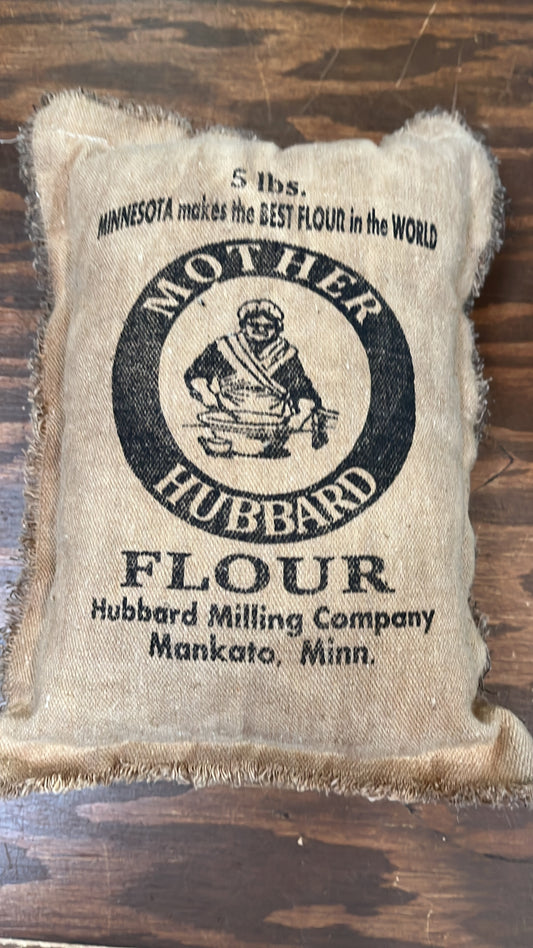 5 lbs.
MINNESOTA makes the BEST FLOUR in the WORLD
MOTHER
HUBBARD
FLOUR
Hubbard Milling Company
Mankato, Minn.